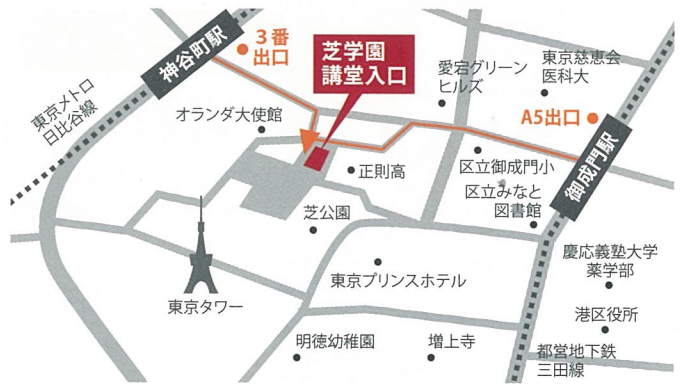 神谷町駅
3番
出口
芝学園
講堂入口
愛宕グリーン
ヒルズ
東京慈恵会
医科大
東京メトロ
日比谷線
オランダ大使館
A5出口
御成門駅
正則高
区立御成門小
区立みなと
図書館
芝公園
慶応義塾大学
薬学部
東京プリンスホテル
東京タワー
港区役所
明徳幼稚園
増上寺
都営地下鉄
三田線